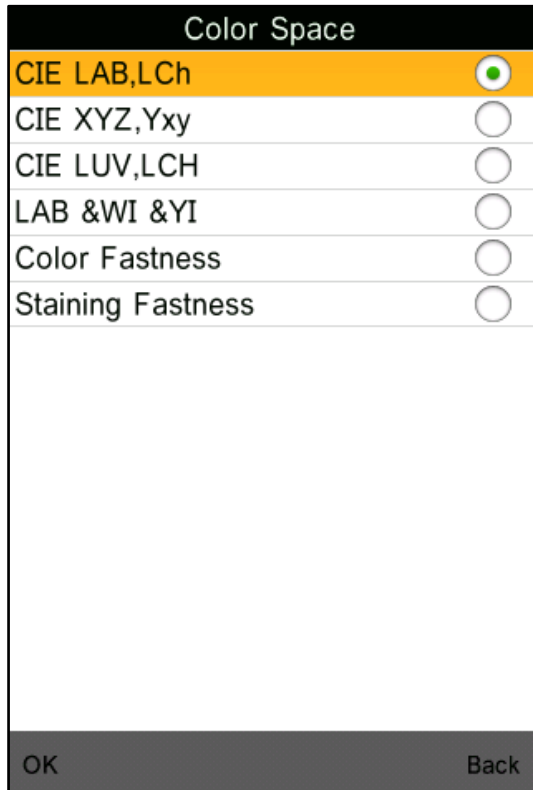 Color Space
CIE LAB,LCh
CIE XYZ,Yxy
CIE LUV,LCH
LAB &WI &YI
Color Fastness
Staining Fastness
OK Back